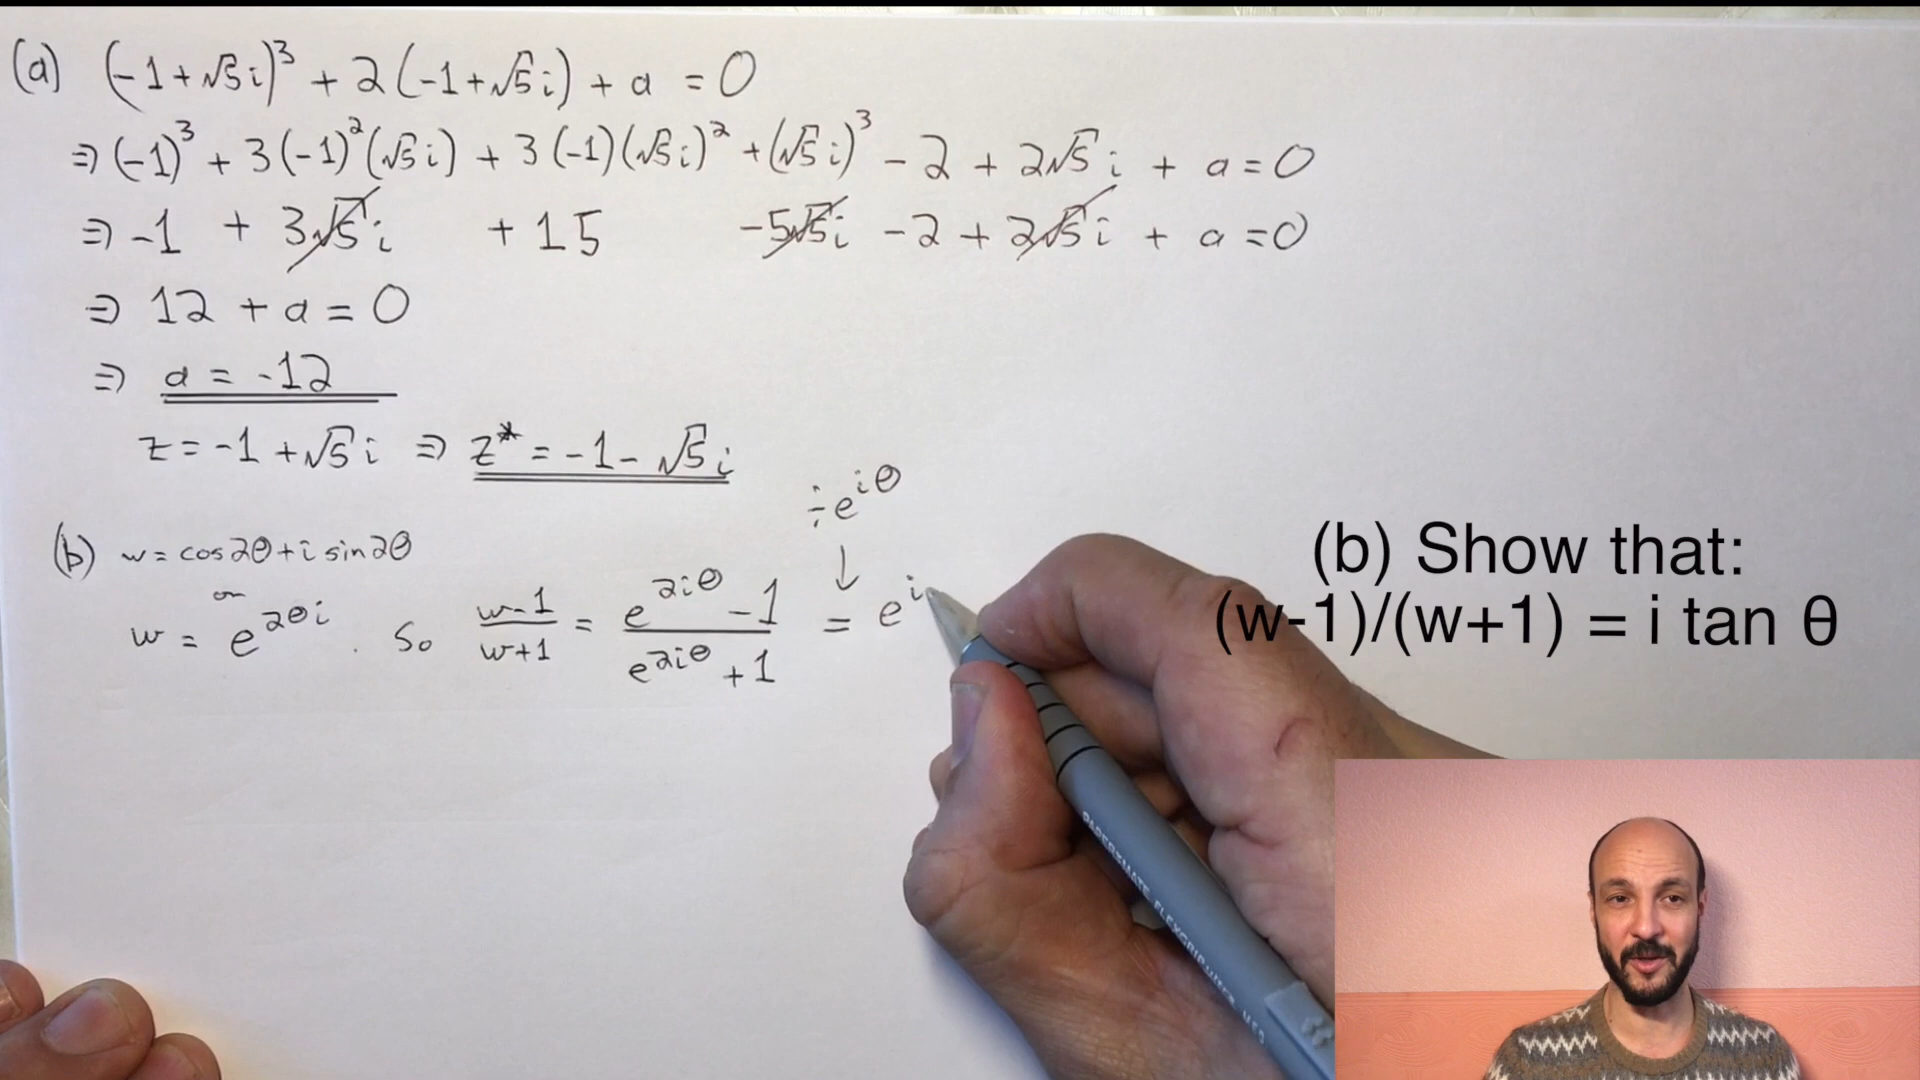 (a) (-1+√5i)³ + 2(-1+√5i) + a = 0
⇒ (-1)³ + 3(-1)²(√5i) + 3(-1)(√5i)² + (√5i)³ - 2 + 2√5i + a = 0
⇒ -1 + 3√5i + 15 -5√5i - 2 + 2√5i + a = 0
⇒ 12 + a = 0
⇒ a = -12
z = -1 + √5i ⇒ z* = -1 - √5i
÷e^{iθ}
↓
(b) w = cos2θ + i sin2θ
or
w = e^{2θi}. So (w-1)/(w+1) = (e^{2iθ} - 1)/(e^{2iθ} + 1) = e^{i
(b) Show that:
(w-1)/(w+1) = i tan θ
PAPERMATE FLEXGRIP ULTRA